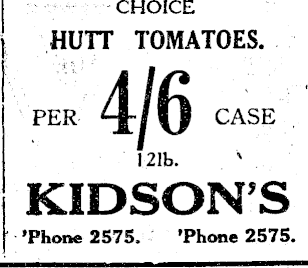 CHOICE
HUTT TOMATOES.
PER 4/6 CASE
12lb.
KIDSON'S
'Phone 2575. 'Phone 2575.